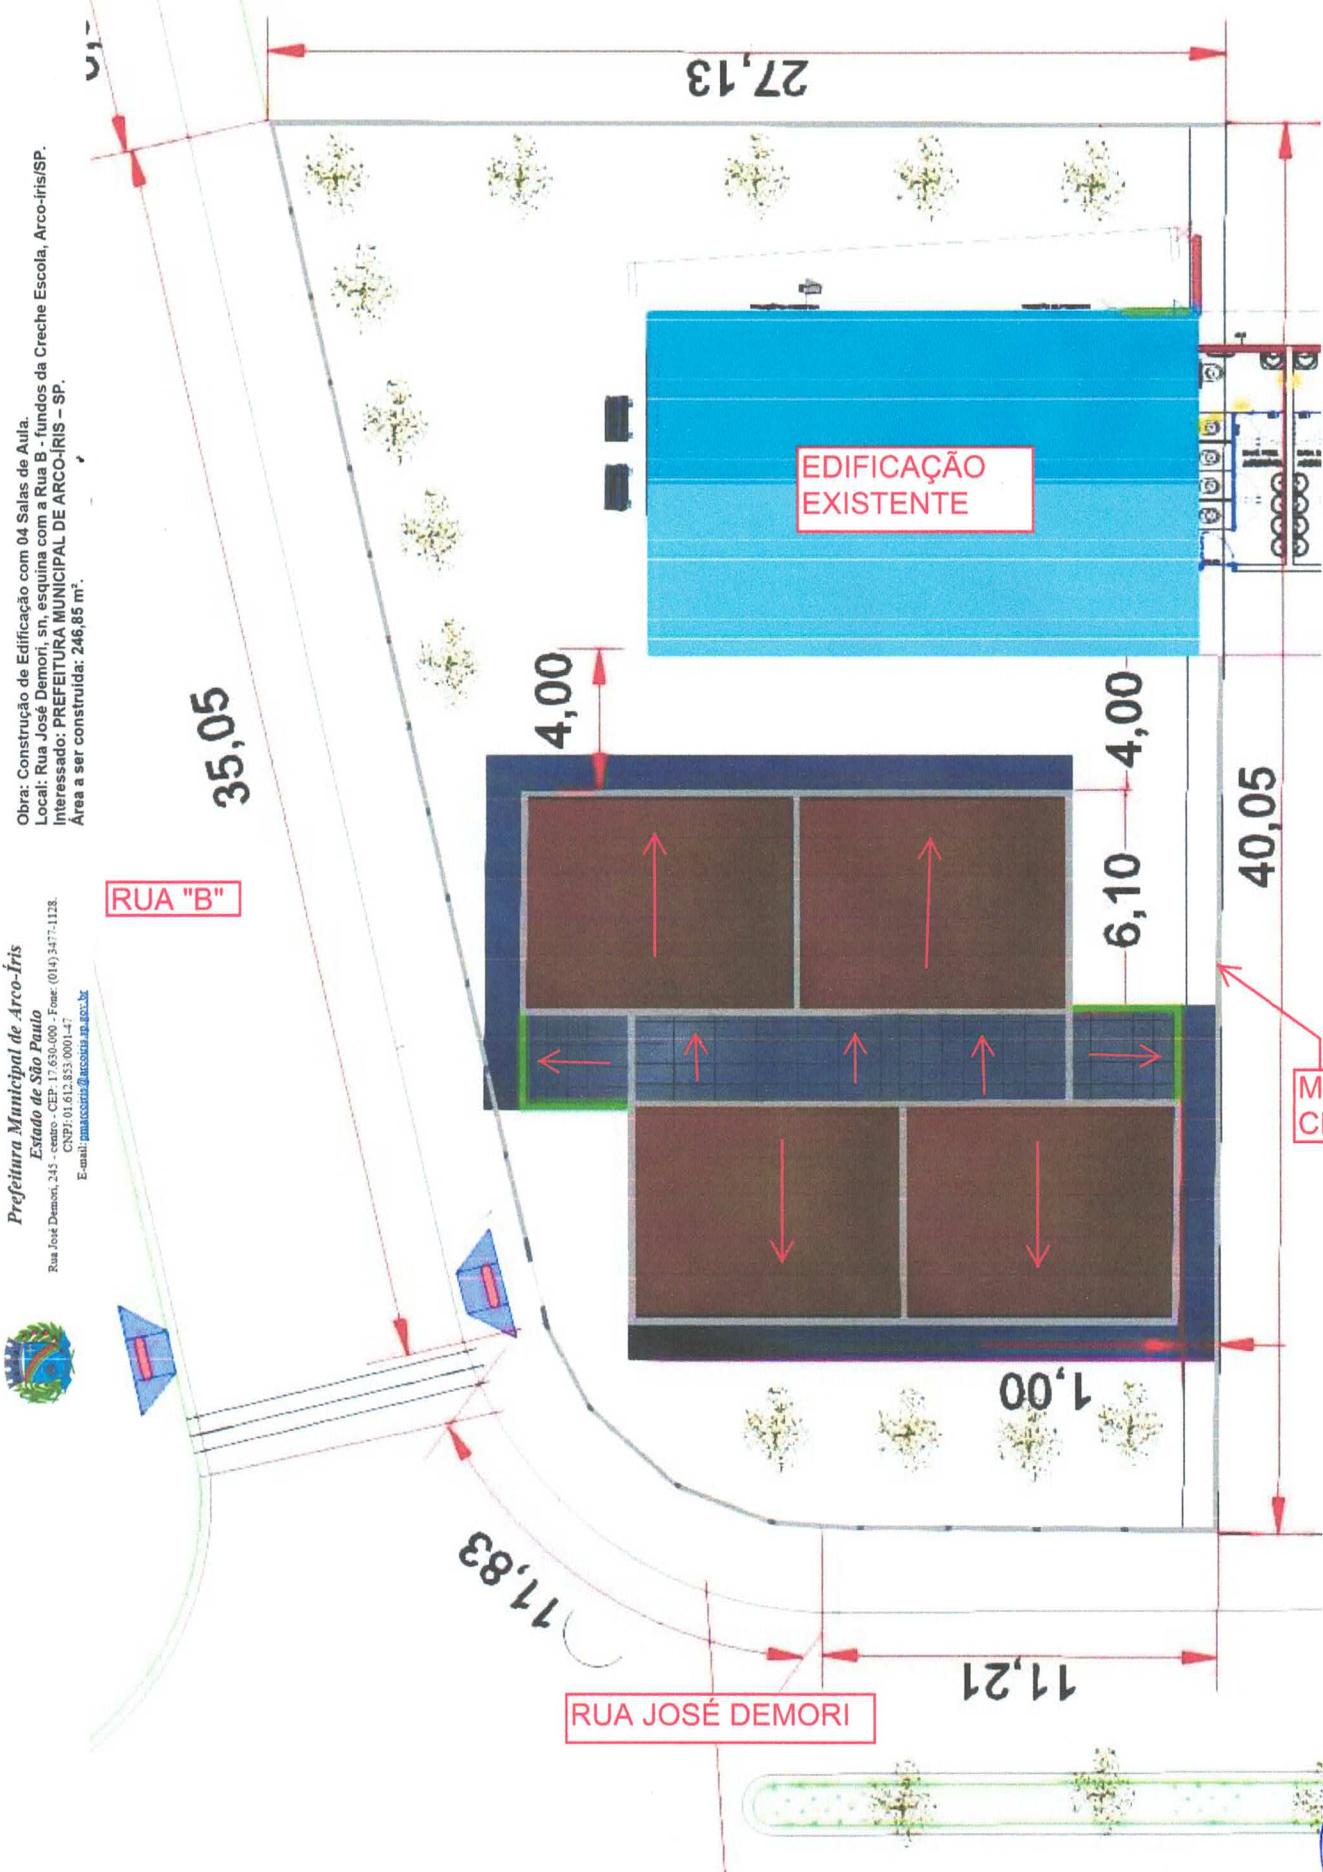 Prefeitura Municipal de Arco-Íris
Estado de São Paulo
Rua José Demori, 245 - centro - CEP: 17.630-000 - Fone: (014) 3477-1128.
CNPJ: 01.612.853/0001-47
E-mail: pmarcoiris@arcoiris.sp.gov.br
Obra: Construção de Edificação com 04 Salas de Aula.
Local: Rua José Demori, sn, esquina com a Rua B - fundos da Creche Escola, Arco-íris/SP.
Interessado: PREFEITURA MUNICIPAL DE ARCO-ÍRIS – SP.
Área a ser construída: 246,85 m².
27,13
35,05
RUA "B"
EDIFICAÇÃO
EXISTENTE
4,00
4,00
6,10
40,05
1,00
11,83
11,21
RUA JOSÉ DEMORI